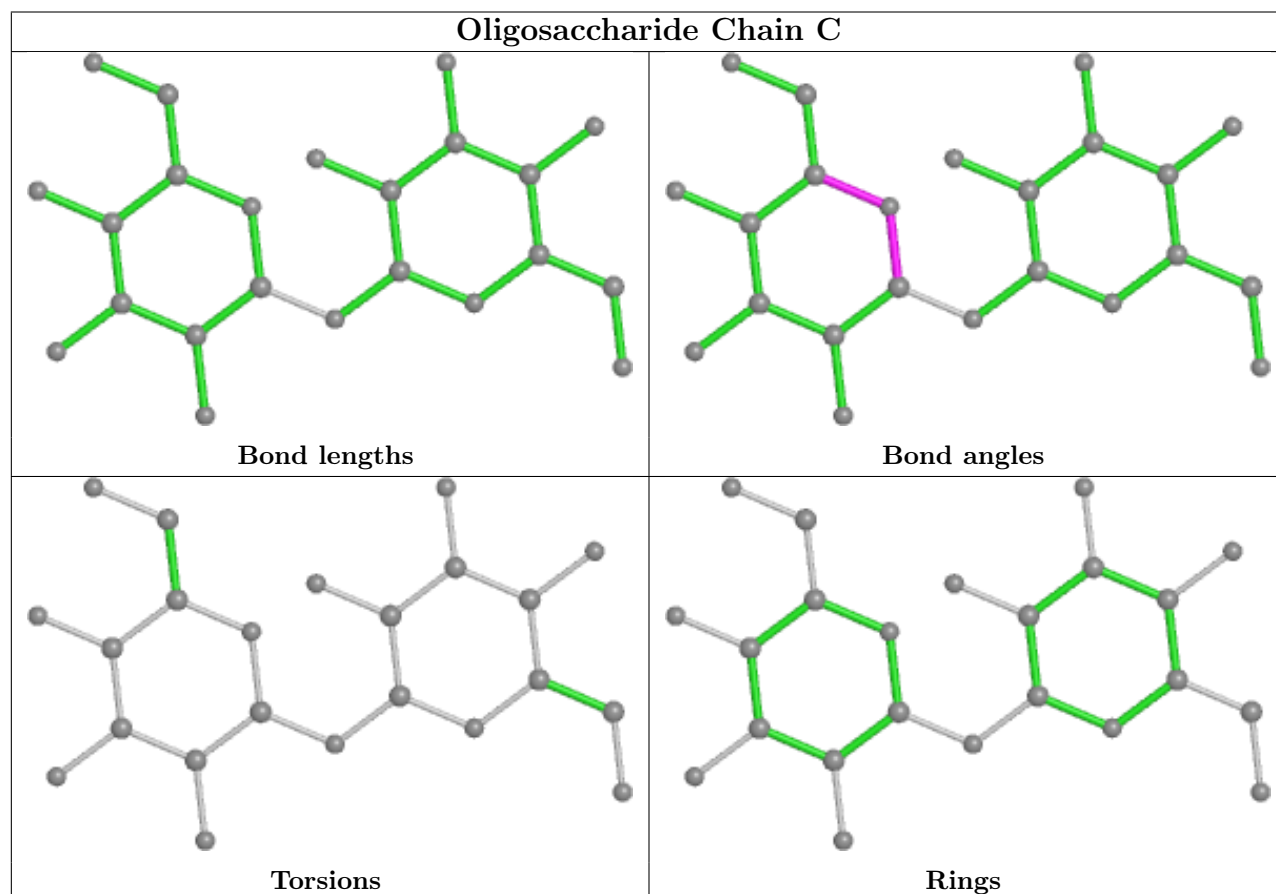 Oligosaccharide Chain C
Bond lengths
Bond angles
Torsions
Rings